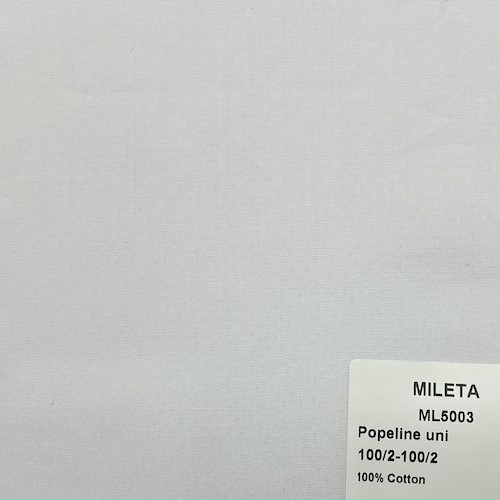 MILETA
ML5003
Popeline uni
100/2-100/2
100% Cotton